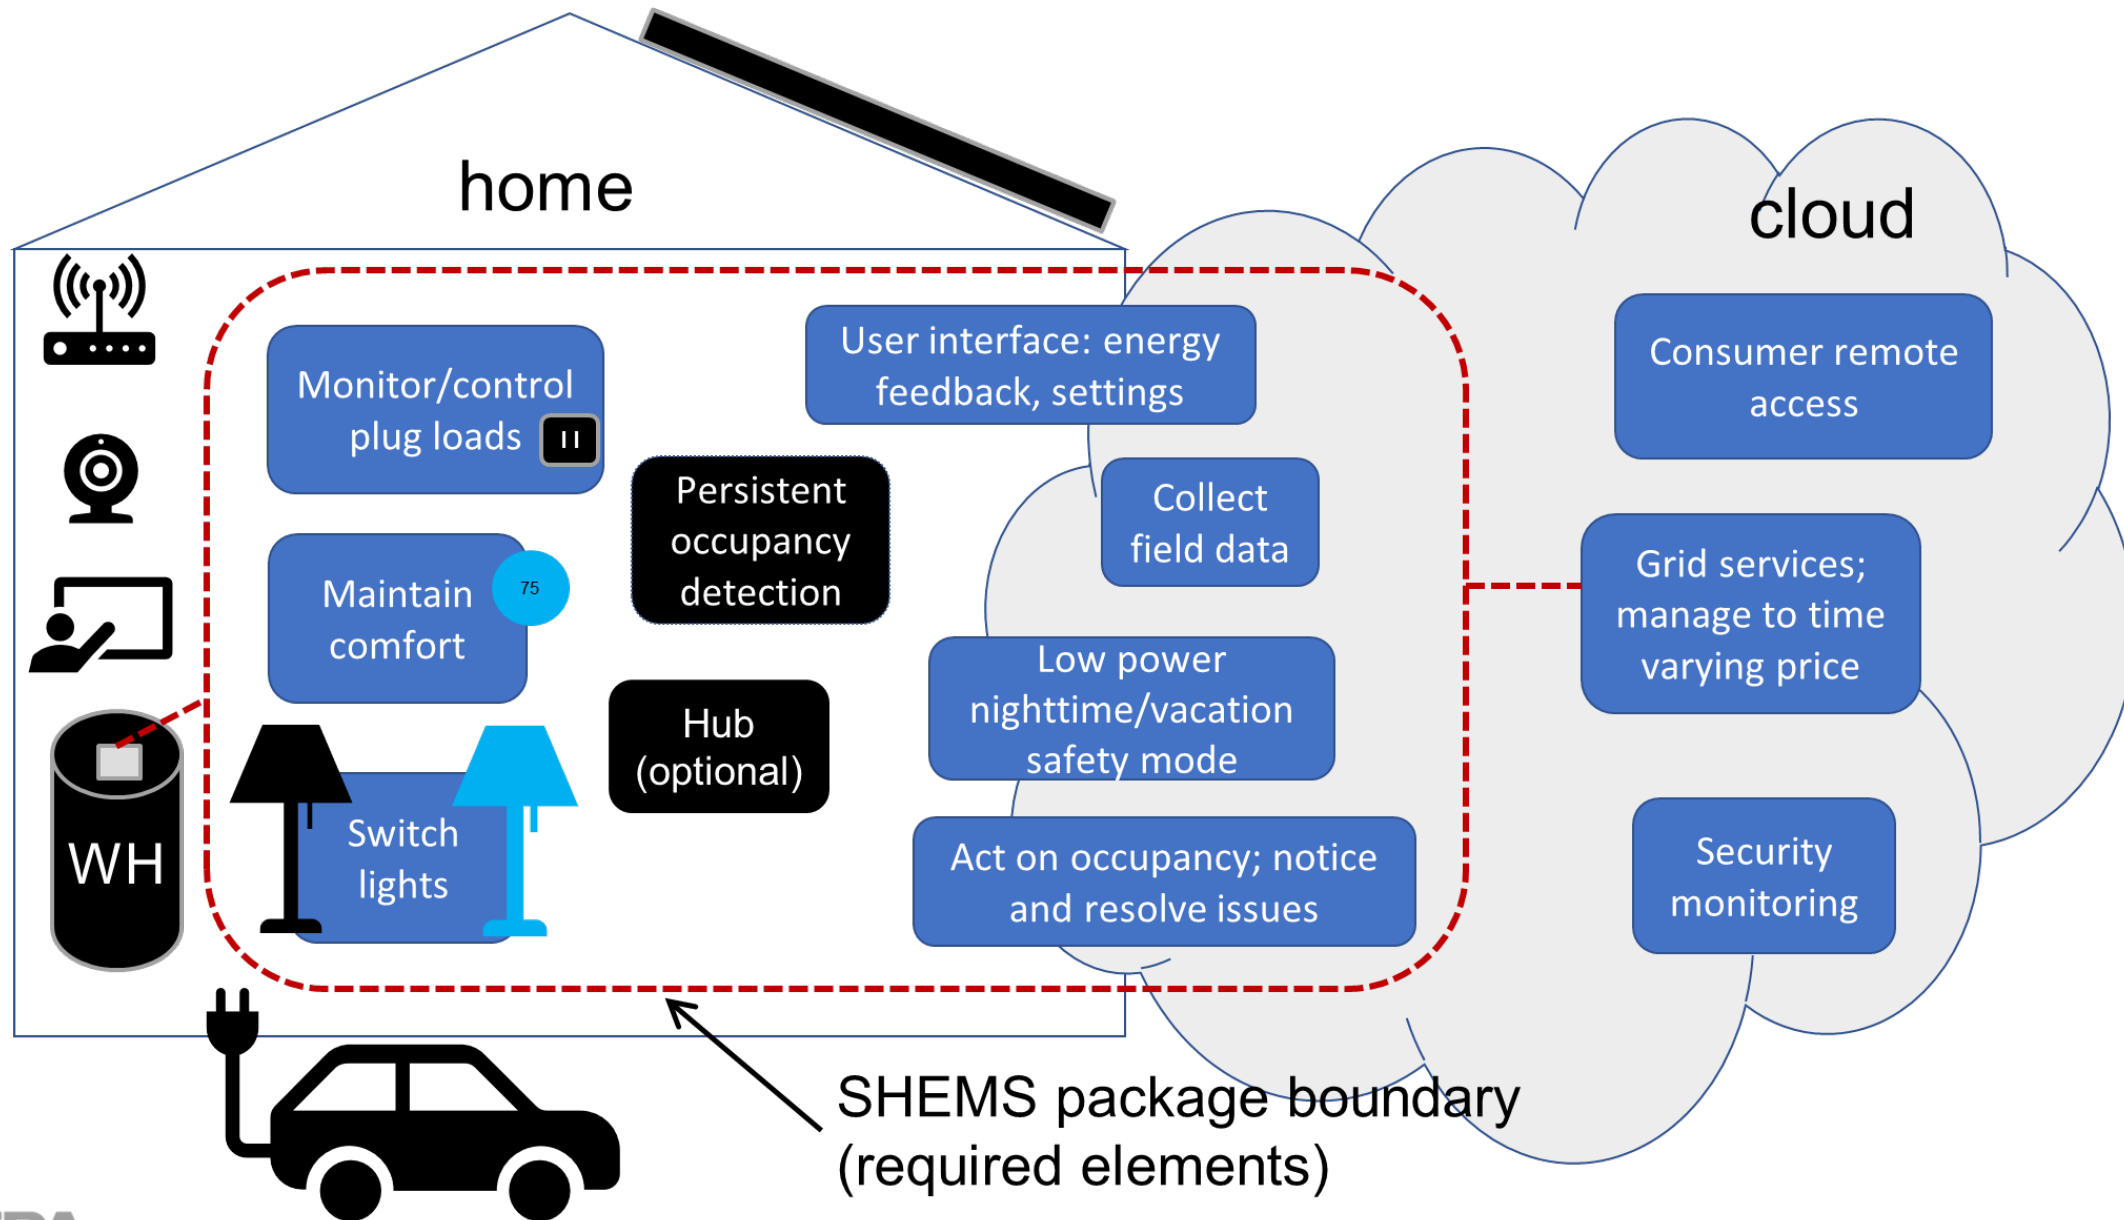 home
cloud
Monitor/control
plug loads
User interface: energy
feedback, settings
Consumer remote
access
Persistent
occupancy
detection
Collect
field data
Maintain
comfort
75
Grid services;
manage to time
varying price
Low power
nighttime/vacation
safety mode
Hub
(optional)
WH
Switch
lights
Act on occupancy; notice
and resolve issues
Security
monitoring
SHEMS package boundary
(required elements)